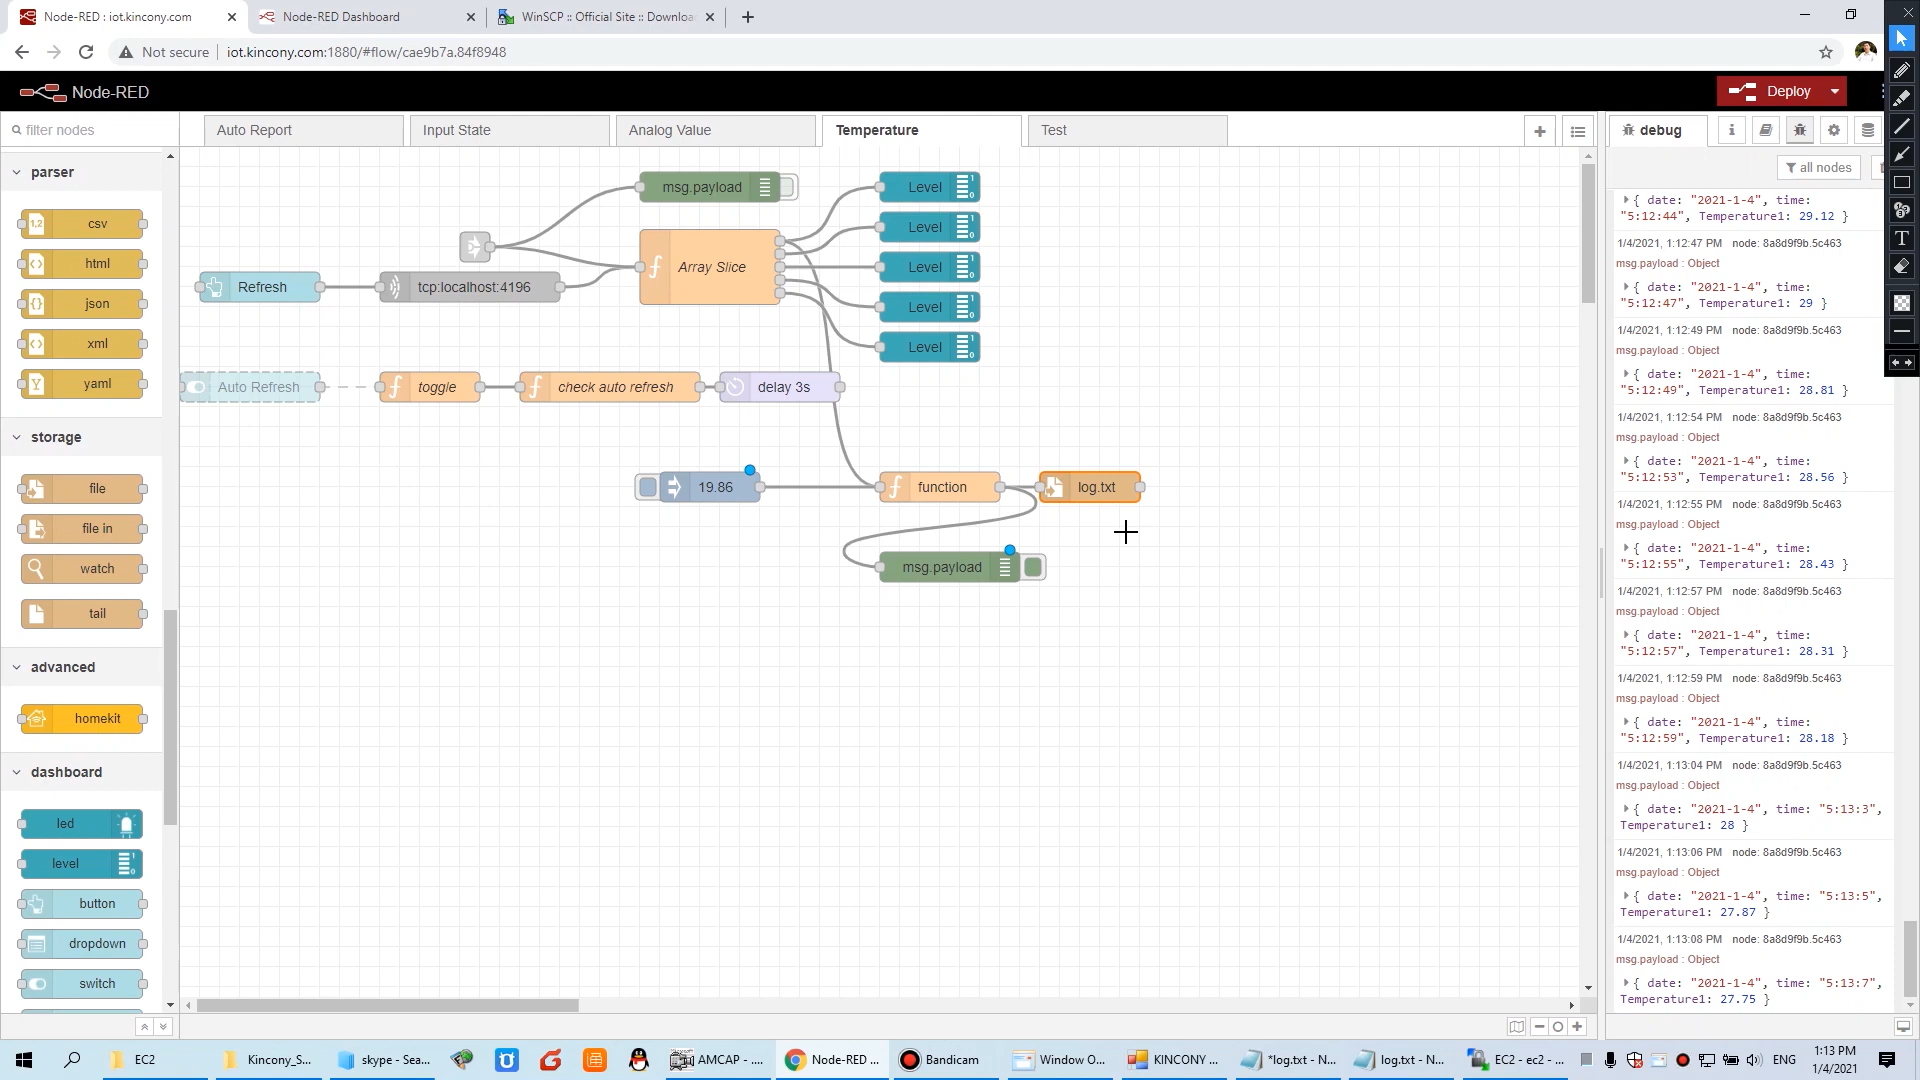 Node-RED : iot.kincony.com
Node-RED Dashboard
WinSCP :: Official Site :: Downloa
Not secure
iot.kincony.com:1880/#flow/cae9b7a.84f8948
Node-RED
Deploy
filter nodes
Auto Report
Input State
Analog Value
Temperature
Test
debug
all nodes
parser
csv
html
json
xml
yaml
storage
file
file in
watch
tail
advanced
homekit
dashboard
led
level
button
dropdown
switch
msg.payload
Level
Level
Array Slice
Level
Refresh
tcp:localhost:4196
Level
Level
Auto Refresh
toggle
check auto refresh
delay 3s
19.86
function
log.txt
msg.payload
{ date: "2021-1-4", time:
"5:12:44", Temperature1: 29.12 }
1/4/2021, 1:12:47 PM node: 8a8d9f9b.5c463
msg.payload : Object
{ date: "2021-1-4", time:
"5:12:47", Temperature1: 29 }
1/4/2021, 1:12:49 PM node: 8a8d9f9b.5c463
msg.payload : Object
{ date: "2021-1-4", time:
"5:12:49", Temperature1: 28.81 }
1/4/2021, 1:12:54 PM node: 8a8d9f9b.5c463
msg.payload : Object
{ date: "2021-1-4", time:
"5:12:53", Temperature1: 28.56 }
1/4/2021, 1:12:55 PM node: 8a8d9f9b.5c463
msg.payload : Object
{ date: "2021-1-4", time:
"5:12:55", Temperature1: 28.43 }
1/4/2021, 1:12:57 PM node: 8a8d9f9b.5c463
msg.payload : Object
{ date: "2021-1-4", time:
"5:12:57", Temperature1: 28.31 }
1/4/2021, 1:12:59 PM node: 8a8d9f9b.5c463
msg.payload : Object
{ date: "2021-1-4", time:
"5:12:59", Temperature1: 28.18 }
1/4/2021, 1:13:04 PM node: 8a8d9f9b.5c463
msg.payload : Object
{ date: "2021-1-4", time: "5:13:3",
Temperature1: 28 }
1/4/2021, 1:13:06 PM node: 8a8d9f9b.5c463
msg.payload : Object
{ date: "2021-1-4", time: "5:13:5",
Temperature1: 27.87 }
1/4/2021, 1:13:08 PM node: 8a8d9f9b.5c463
msg.payload : Object
{ date: "2021-1-4", time: "5:13:7",
Temperature1: 27.75 }
EC2
Kincony_S...
skype - Sea...
AMCAP - ...
Node-RED ...
Bandicam
Window O...
KINCONY ...
*log.txt - N...
log.txt - N...
EC2 - ec2 - ...
ENG
1:13 PM
1/4/2021